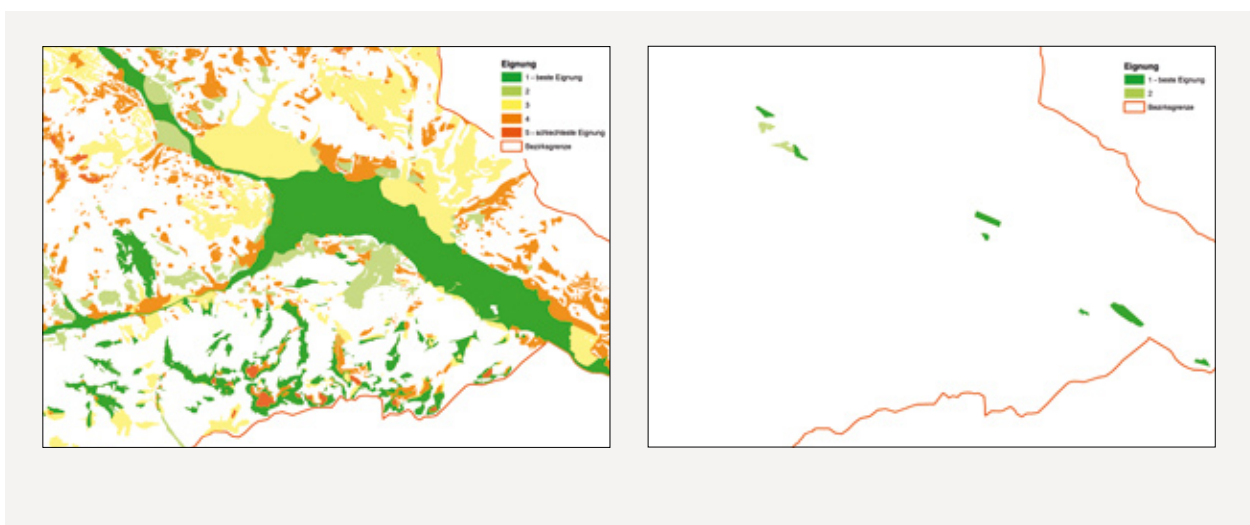 Eignung
1 - beste Eignung
2
3
4
5 - schlechteste Eignung
Bezirksgrenze
Eignung
1 - beste Eignung
2
Bezirksgrenze